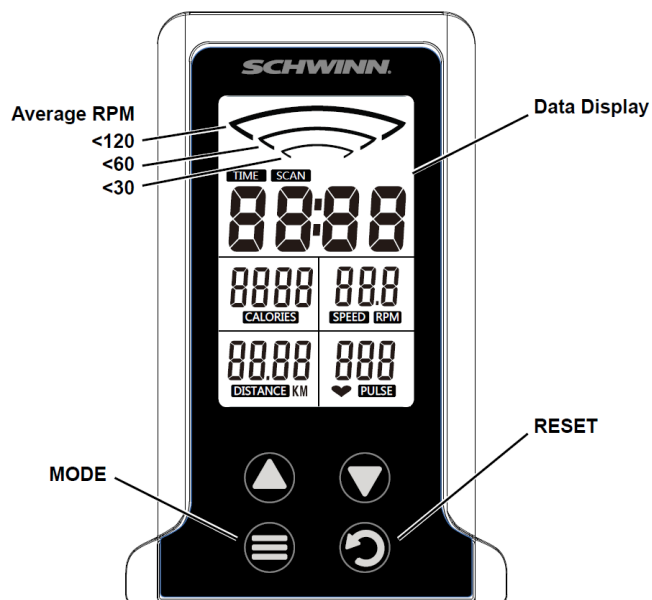 SCHWINN.
Average RPM
<120
<60
<30
Data Display
TIME SCAN
88:88
8888
CALORIES
88.8
SPEED RPM
88.88
DISTANCE KM
888
PULSE
MODE
RESET